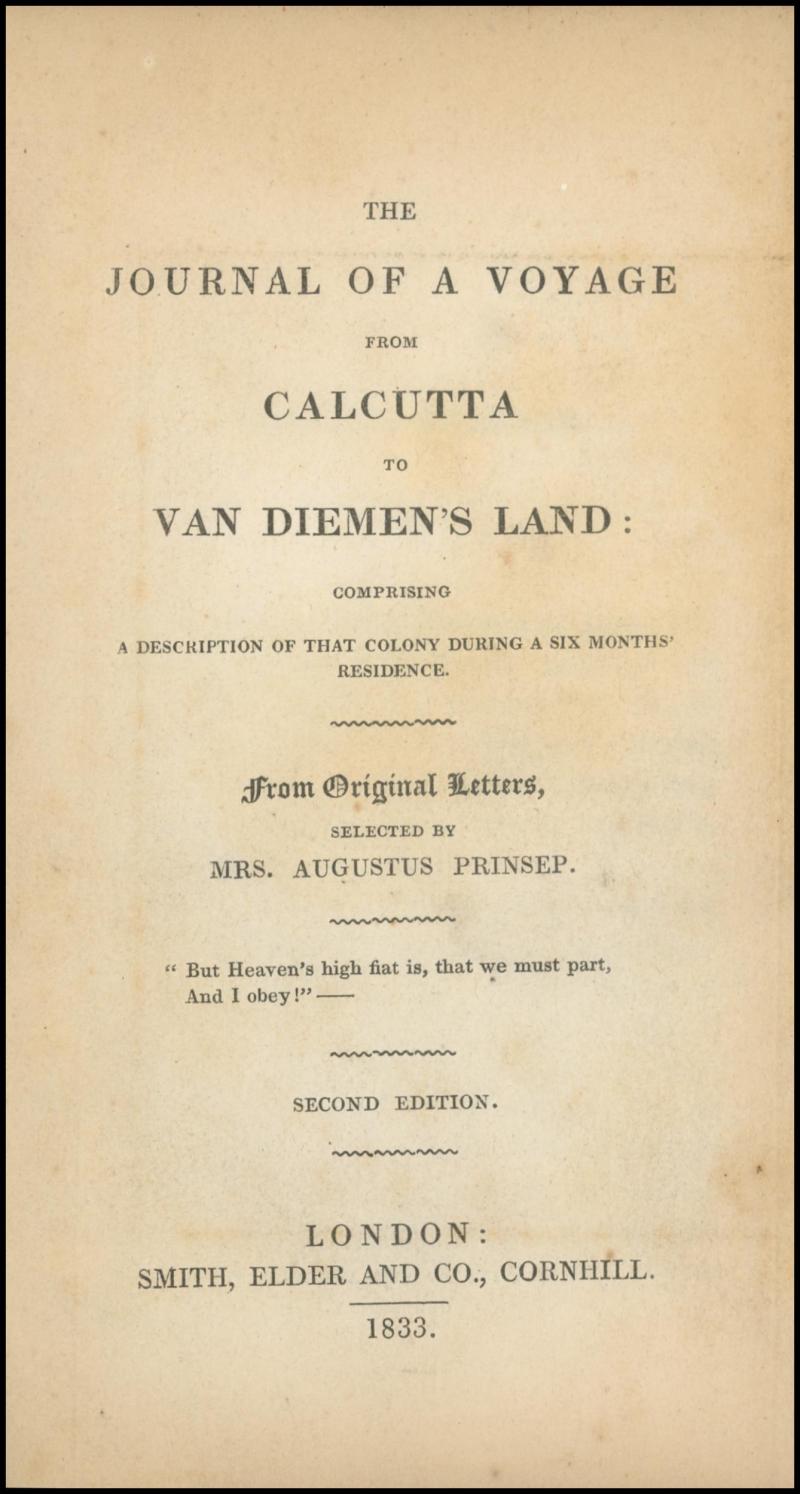 THE
JOURNAL OF A VOYAGE
FROM
CALCUTTA
TO
VAN DIEMEN'S LAND:
COMPRISING
A DESCRIPTION OF THAT COLONY DURING A SIX MONTHS'
RESIDENCE.
From Original Letters,
SELECTED BY
MRS. AUGUSTUS PRINSEP.
“ But Heaven's high fiat is, that we must part,
And I obey!”——
SECOND EDITION.
LONDON:
SMITH, ELDER AND CO., CORNHILL.
1833.